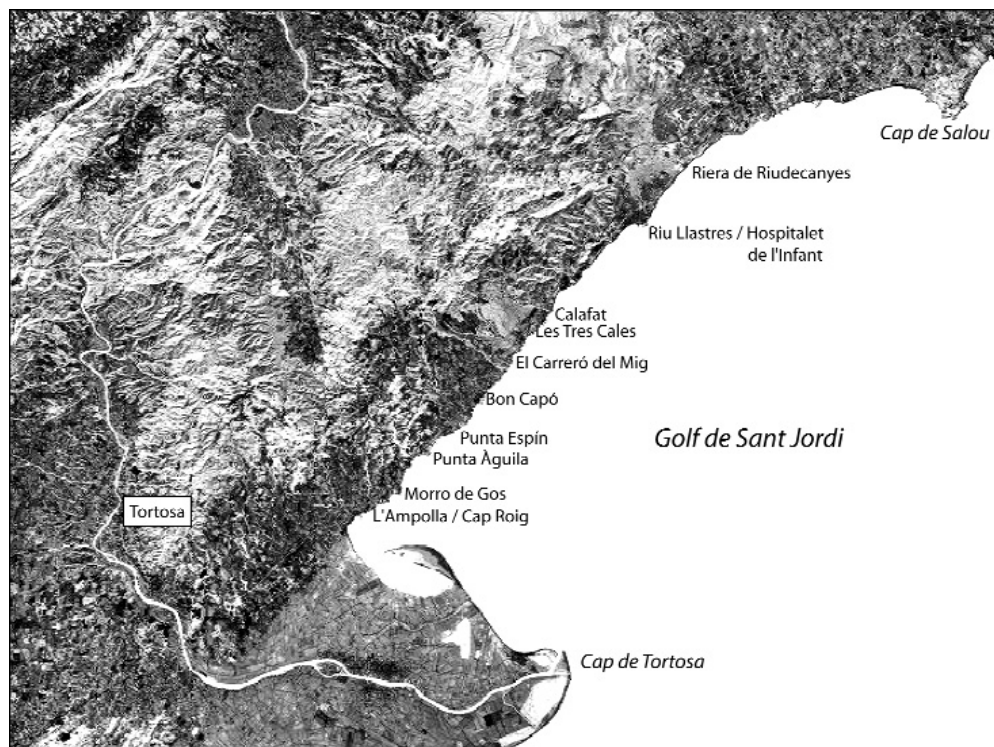 Cap de Salou
Riera de Riudecanyes
Riu Llastres / Hospitalet
de l'Infant
Calafat
Les Tres Cales
El Carreró del Mig
Bon Capó
Golf de Sant Jordi
Punta Espín
Punta Àguila
Morro de Gos
Tortosa
L'Ampolla / Cap Roig
Cap de Tortosa